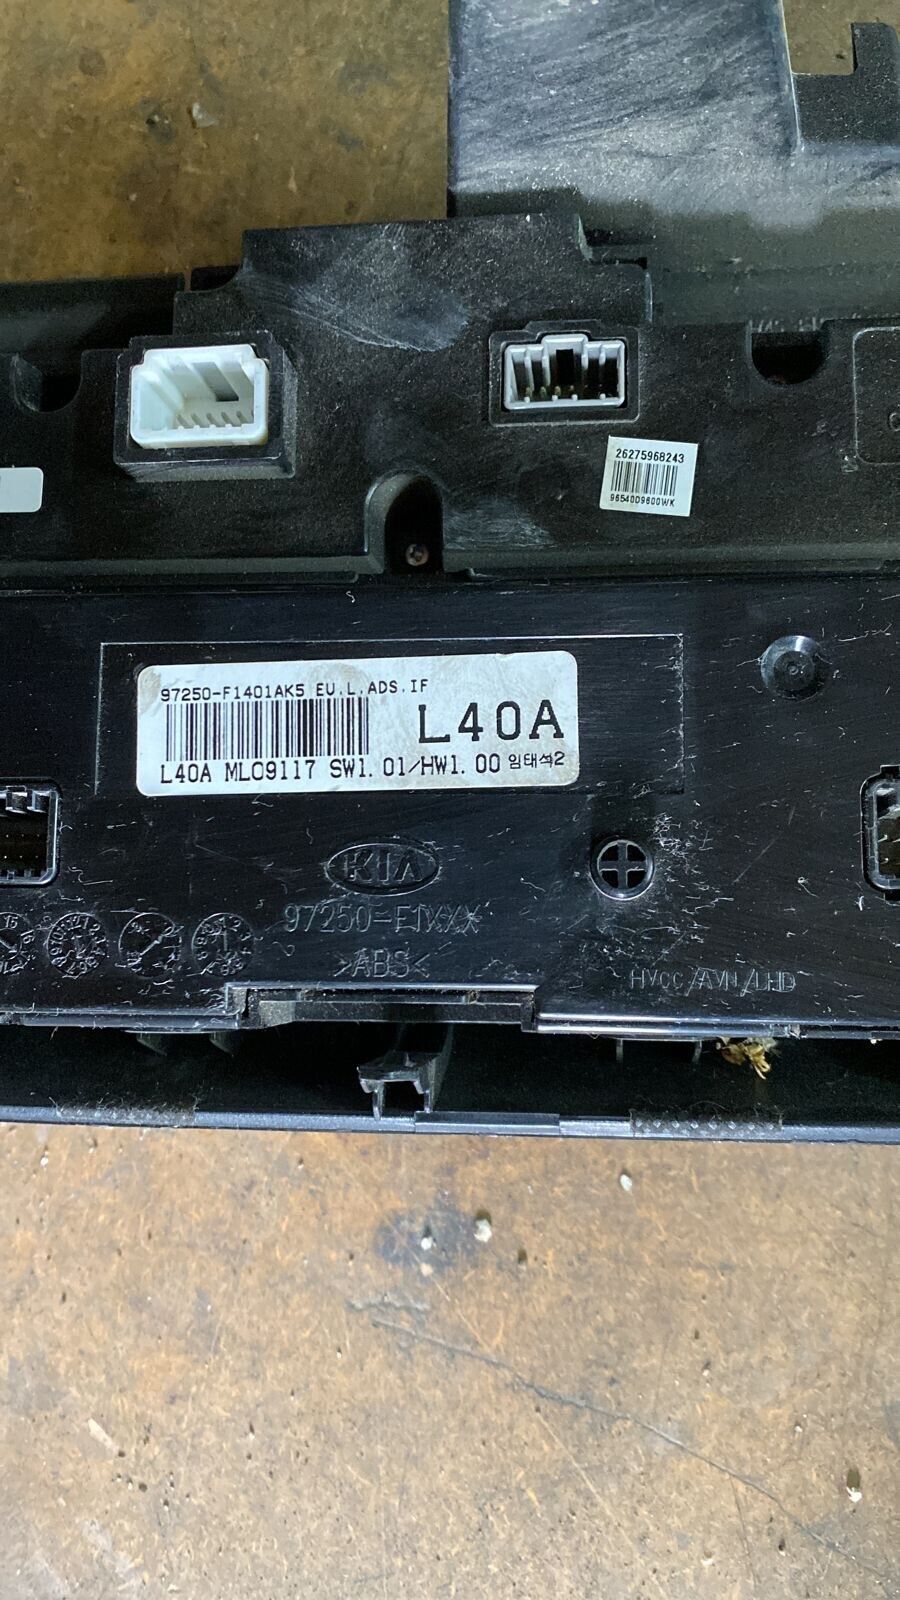 26275968243
96540D9600WK
97250-F1401AK5 EU.L.ADS.IF
L40A
L40A ML09117 SW1.01/HW1.00 임태석2
KIA
97250-F1XXX
>ABS<
HVCC/AVN/LHD